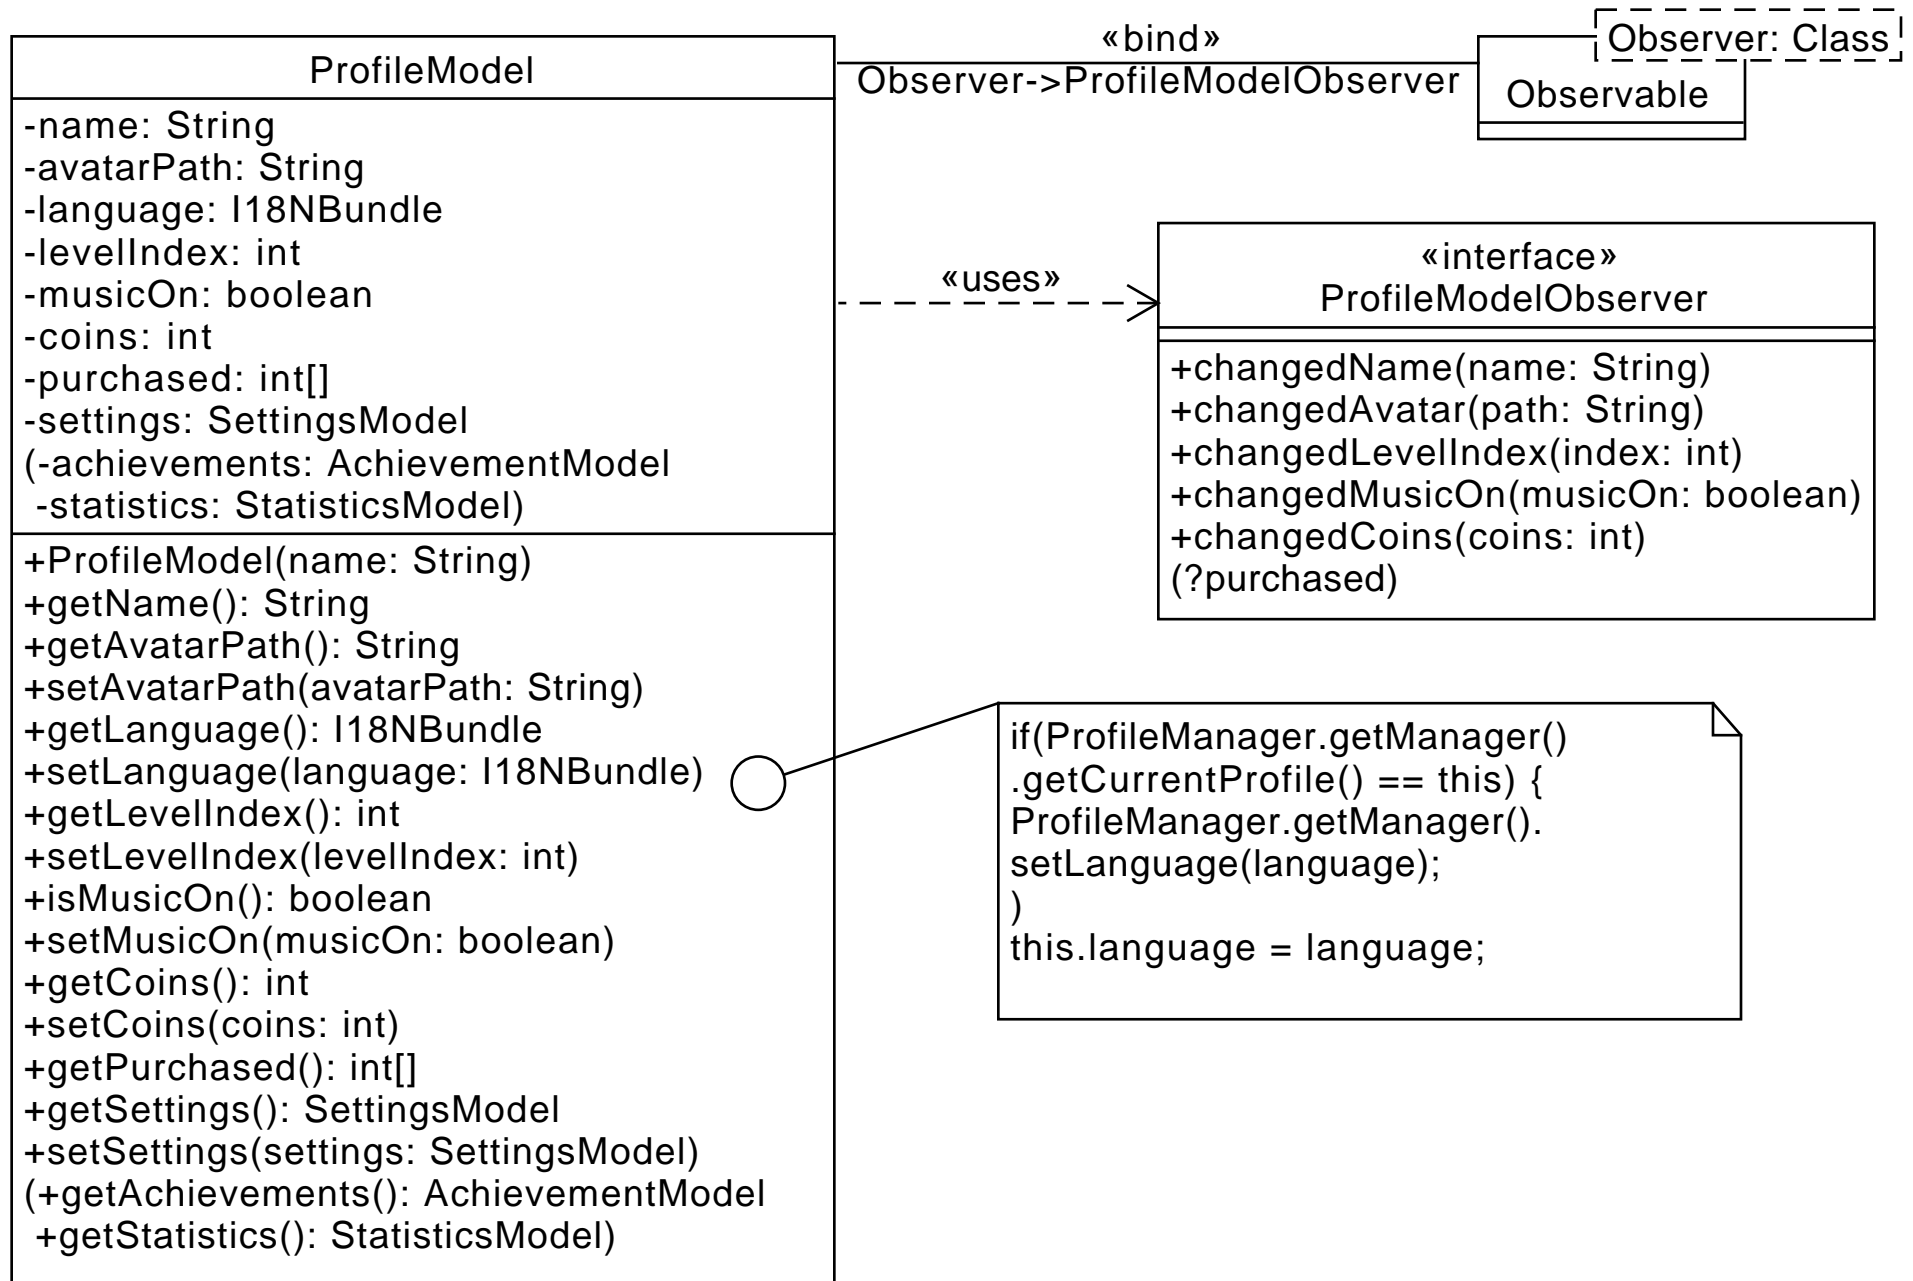 ProfileModel
-name: String
-avatarPath: String
-language: I18NBundle
-levelIndex: int
-musicOn: boolean
-coins: int
-purchased: int[]
-settings: SettingsModel
(-achievements: AchievementModel
-statistics: StatisticsModel)
+ProfileModel(name: String)
+getName(): String
+getAvatarPath(): String
+setAvatarPath(avatarPath: String)
+getLanguage(): I18NBundle
+setLanguage(language: I18NBundle)
+getLevelIndex(): int
+setLevelIndex(levelIndex: int)
+isMusicOn(): boolean
+setMusicOn(musicOn: boolean)
+getCoins(): int
+setCoins(coins: int)
+getPurchased(): int[]
+getSettings(): SettingsModel
+setSettings(settings: SettingsModel)
(+getAchievements(): AchievementModel
+getStatistics(): StatisticsModel)
«bind»
Observer->ProfileModelObserver
Observer: Class
Observable
«uses»
«interface»
ProfileModelObserver
+changedName(name: String)
+changedAvatar(path: String)
+changedLevelIndex(index: int)
+changedMusicOn(musicOn: boolean)
+changedCoins(coins: int)
(?purchased)
if(ProfileManager.getManager()
.getCurrentProfile() == this) {
ProfileManager.getManager().
setLanguage(language);
)
this.language = language;